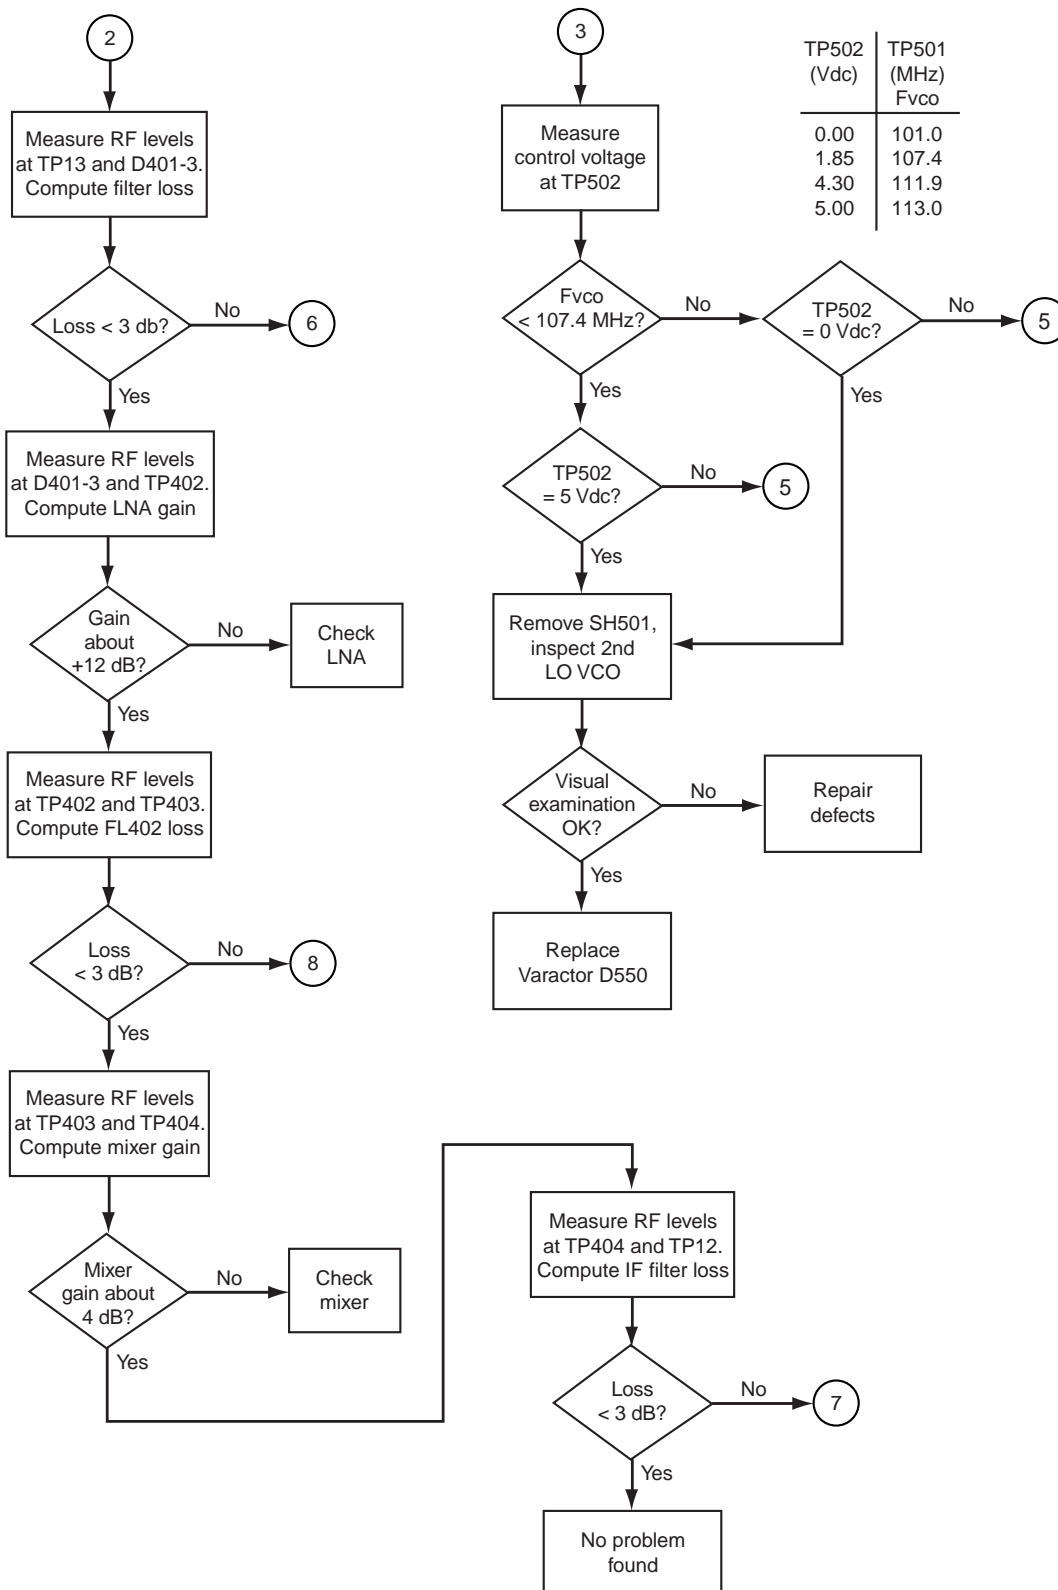 2
Measure RF levels
at TP13 and D401-3.
Compute filter loss
Loss < 3 db?
No
6
Yes
Measure RF levels
at D401-3 and TP402.
Compute LNA gain
Gain
about
+12 dB?
No
Check
LNA
Yes
Measure RF levels
at TP402 and TP403.
Compute FL402 loss
Loss
< 3 dB?
No
8
Yes
Measure RF levels
at TP403 and TP404.
Compute mixer gain
Mixer
gain about
4 dB?
No
Check
mixer
Yes
Measure RF levels
at TP404 and TP12.
Compute IF filter loss
Loss
< 3 dB?
No
7
Yes
No problem
found
3
Measure
control voltage
at TP502
Fvco
< 107.4 MHz?
No
TP502
= 0 Vdc?
No
5
Yes
Yes
TP502
= 5 Vdc?
No
5
Yes
Remove SH501,
inspect 2nd
LO VCO
Visual
examination
OK?
No
Repair
defects
Yes
Replace
Varactor D550
TP502 TP501
(Vdc) (MHz)
Fvco
0.00 101.0
1.85 107.4
4.30 111.9
5.00 113.0